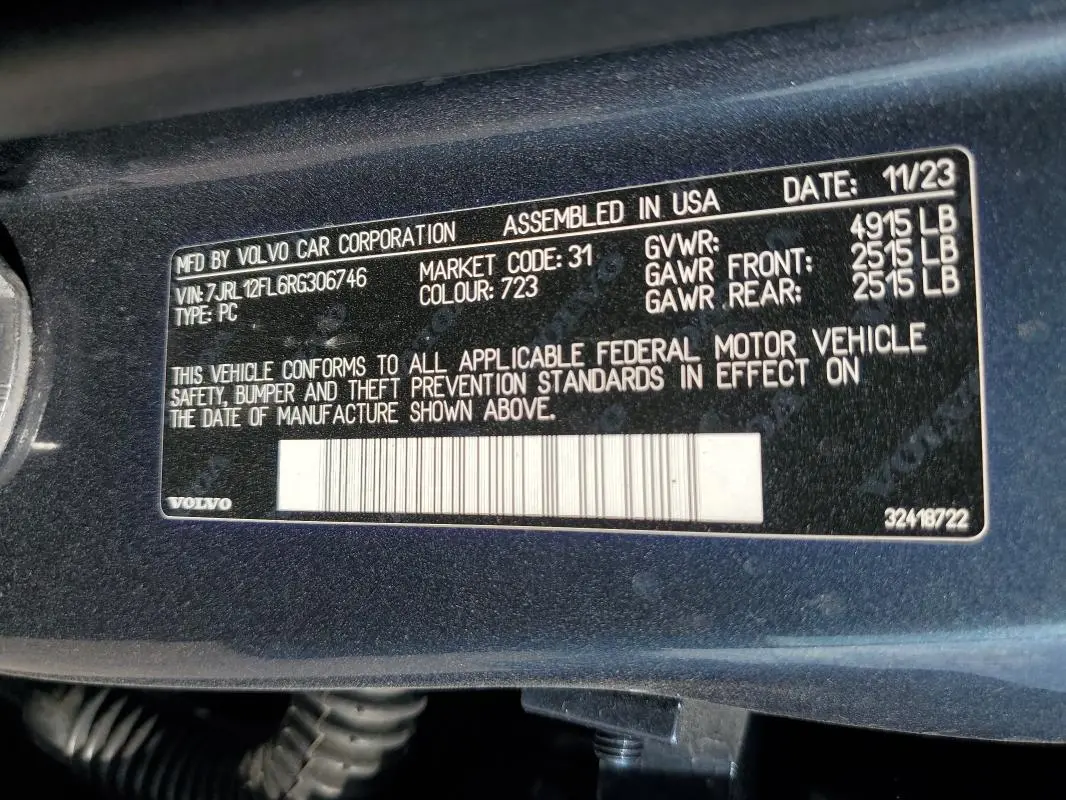 MFD BY VOLVO CAR CORPORATION ASSEMBLED IN USA DATE: 11/23
VIN: 7JRL12FL6RG306746 MARKET CODE: 31 GVWR: 4915 LB
TYPE: PC COLOUR: 723 GAWR FRONT: 2515 LB
GAWR REAR: 2515 LB
THIS VEHICLE CONFORMS TO ALL APPLICABLE FEDERAL MOTOR VEHICLE
SAFETY, BUMPER AND THEFT PREVENTION STANDARDS IN EFFECT ON
THE DATE OF MANUFACTURE SHOWN ABOVE.
VOLVO
32418722